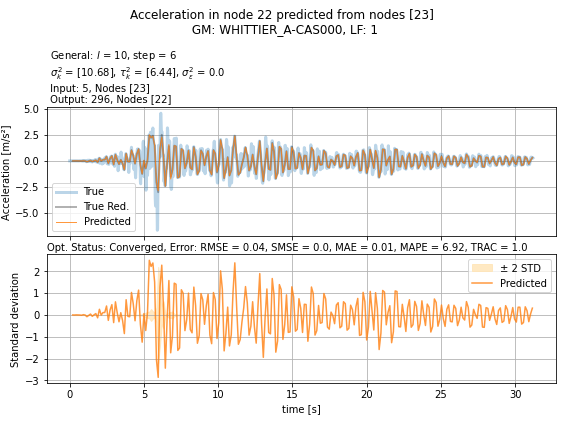 Acceleration in node 22 predicted from nodes [23]
GM: WHITTIER_A-CAS000, LF: 1
General: l = 10, step = 6
σ²ₖ = [10.68], τ²ₖ = [6.44], σ²ε = 0.0
Input: 5, Nodes [23]
Output: 296, Nodes [22]
5.0
2.5
0.0
−2.5
−5.0
Acceleration [m/s²]
True
True Red.
Predicted
Opt. Status: Converged, Error: RMSE = 0.04, SMSE = 0.0, MAE = 0.01, MAPE = 6.92, TRAC = 1.0
2
1
0
−1
−2
−3
Standard deviation
± 2 STD
Predicted
0 5 10 15 20 25 30
time [s]